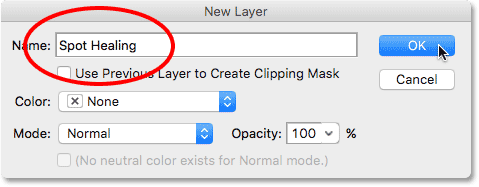 New Layer
Name: Spot Healing OK
Use Previous Layer to Create Clipping Mask Cancel
Color: None
Mode: Normal Opacity: 100 %
(No neutral color exists for Normal mode.)